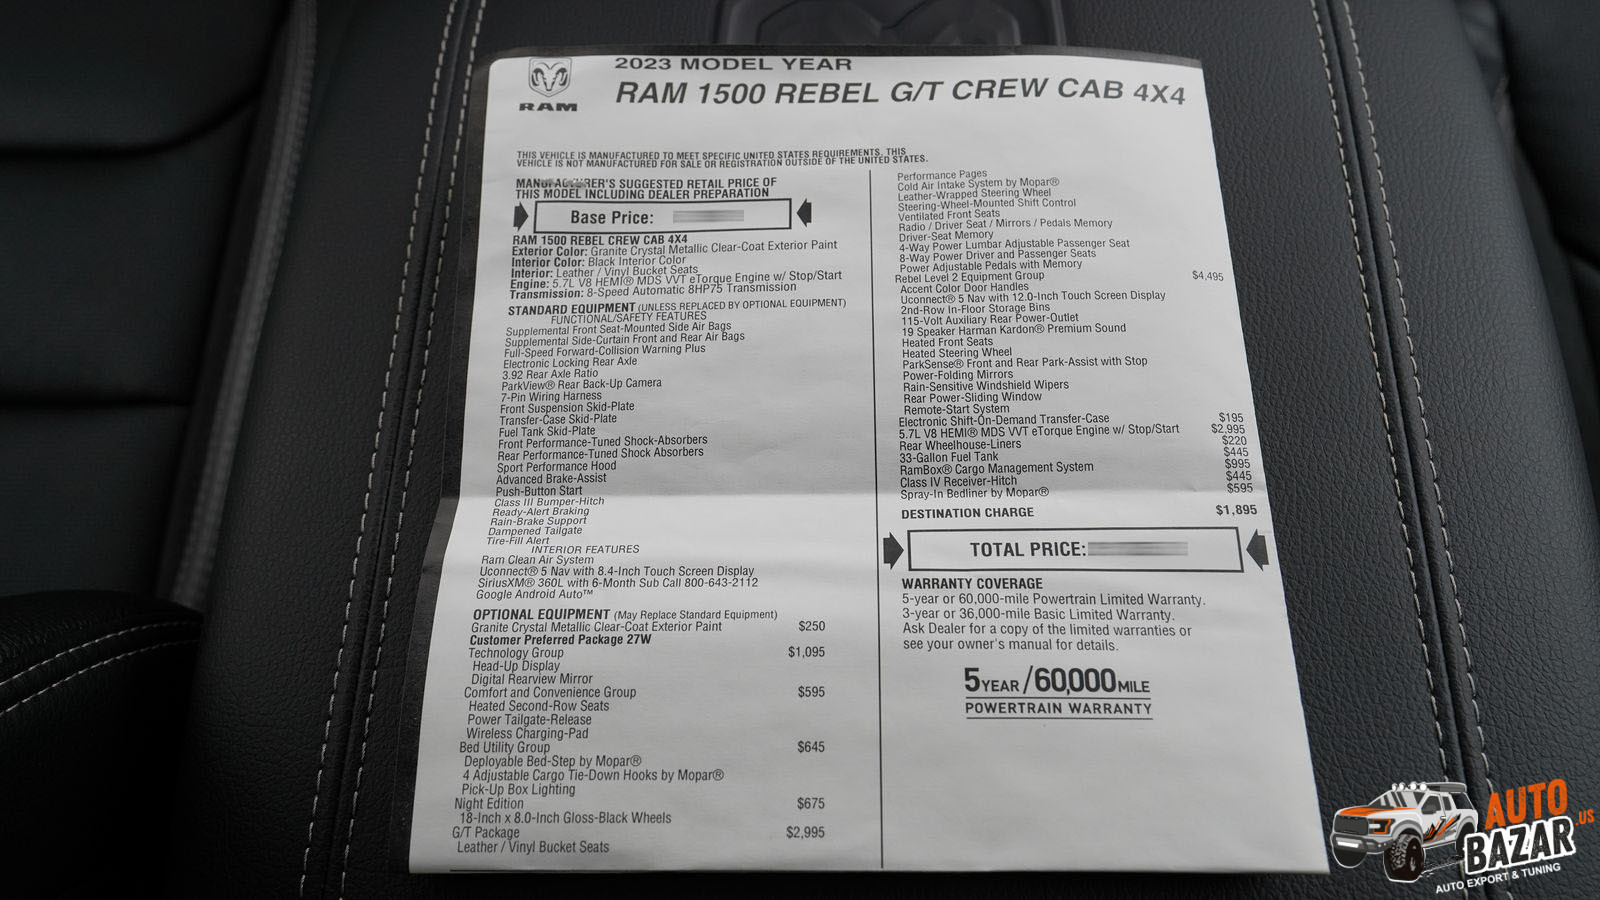 RAM
2023 MODEL YEAR
RAM 1500 REBEL G/T CREW CAB 4X4
THIS VEHICLE IS MANUFACTURED TO MEET SPECIFIC UNITED STATES REQUIREMENTS. THIS
VEHICLE IS NOT MANUFACTURED FOR SALE OR REGISTRATION OUTSIDE OF THE UNITED STATES.
MANUFACTURER'S SUGGESTED RETAIL PRICE OF
THIS MODEL INCLUDING DEALER PREPARATION
Base Price:
RAM 1500 REBEL CREW CAB 4X4
Exterior Color: Granite Crystal Metallic Clear-Coat Exterior Paint
Interior Color: Black Interior Color
Interior: Leather / Vinyl Bucket Seats
Engine: 5.7L V8 HEMI® MDS VVT eTorque Engine w/ Stop/Start
Transmission: 8-Speed Automatic 8HP75 Transmission
STANDARD EQUIPMENT (UNLESS REPLACED BY OPTIONAL EQUIPMENT)
FUNCTIONAL/SAFETY FEATURES
Supplemental Front Seat-Mounted Side Air Bags
Supplemental Side-Curtain Front and Rear Air Bags
Full-Speed Forward-Collision Warning Plus
Electronic Locking Rear Axle
3.92 Rear Axle Ratio
ParkView® Rear Back-Up Camera
7-Pin Wiring Harness
Front Suspension Skid-Plate
Transfer-Case Skid-Plate
Fuel Tank Skid-Plate
Front Performance-Tuned Shock-Absorbers
Rear Performance-Tuned Shock Absorbers
Sport Performance Hood
Advanced Brake-Assist
Push-Button Start
Class III Bumper-Hitch
Ready-Alert Braking
Rain-Brake Support
Dampened Tailgate
Tire-Fill Alert
INTERIOR FEATURES
Ram Clean Air System
Uconnect® 5 Nav with 8.4-Inch Touch Screen Display
SiriusXM® 360L with 6-Month Sub Call 800-643-2112
Google Android Auto™
OPTIONAL EQUIPMENT (May Replace Standard Equipment)
Granite Crystal Metallic Clear-Coat Exterior Paint $250
Customer Preferred Package 27W
Technology Group $1,095
Head-Up Display
Digital Rearview Mirror
Comfort and Convenience Group $595
Heated Second-Row Seats
Power Tailgate-Release
Wireless Charging-Pad
Bed Utility Group $645
Deployable Bed-Step by Mopar®
4 Adjustable Cargo Tie-Down Hooks by Mopar®
Pick-Up Box Lighting
Night Edition $675
18-Inch x 8.0-Inch Gloss-Black Wheels
G/T Package $2,995
Leather / Vinyl Bucket Seats
Performance Pages
Cold Air Intake System by Mopar®
Leather-Wrapped Steering Wheel
Steering-Wheel-Mounted Shift Control
Ventilated Front Seats
Radio / Driver Seat / Mirrors / Pedals Memory
Driver-Seat Memory
4-Way Power Lumbar Adjustable Passenger Seat
8-Way Power Driver and Passenger Seats
Power Adjustable Pedals with Memory
Rebel Level 2 Equipment Group $4,495
Accent Color Door Handles
Uconnect® 5 Nav with 12.0-Inch Touch Screen Display
2nd-Row In-Floor Storage Bins
115-Volt Auxiliary Rear Power-Outlet
19 Speaker Harman Kardon® Premium Sound
Heated Front Seats
Heated Steering Wheel
ParkSense® Front and Rear Park-Assist with Stop
Power-Folding Mirrors
Rain-Sensitive Windshield Wipers
Rear Power-Sliding Window
Remote-Start System
Electronic Shift-On-Demand Transfer-Case $195
5.7L V8 HEMI® MDS VVT eTorque Engine w/ Stop/Start $2,995
Rear Wheelhouse-Liners $220
33-Gallon Fuel Tank $445
RamBox® Cargo Management System $995
Class IV Receiver-Hitch $445
Spray-In Bedliner by Mopar® $595
DESTINATION CHARGE $1,895
TOTAL PRICE:
WARRANTY COVERAGE
5-year or 60,000-mile Powertrain Limited Warranty.
3-year or 36,000-mile Basic Limited Warranty.
Ask Dealer for a copy of the limited warranties or
see your owner's manual for details.
5 YEAR / 60,000 MILE
POWERTRAIN WARRANTY
AUTO
BAZAR.US
AUTO EXPORT & TUNING